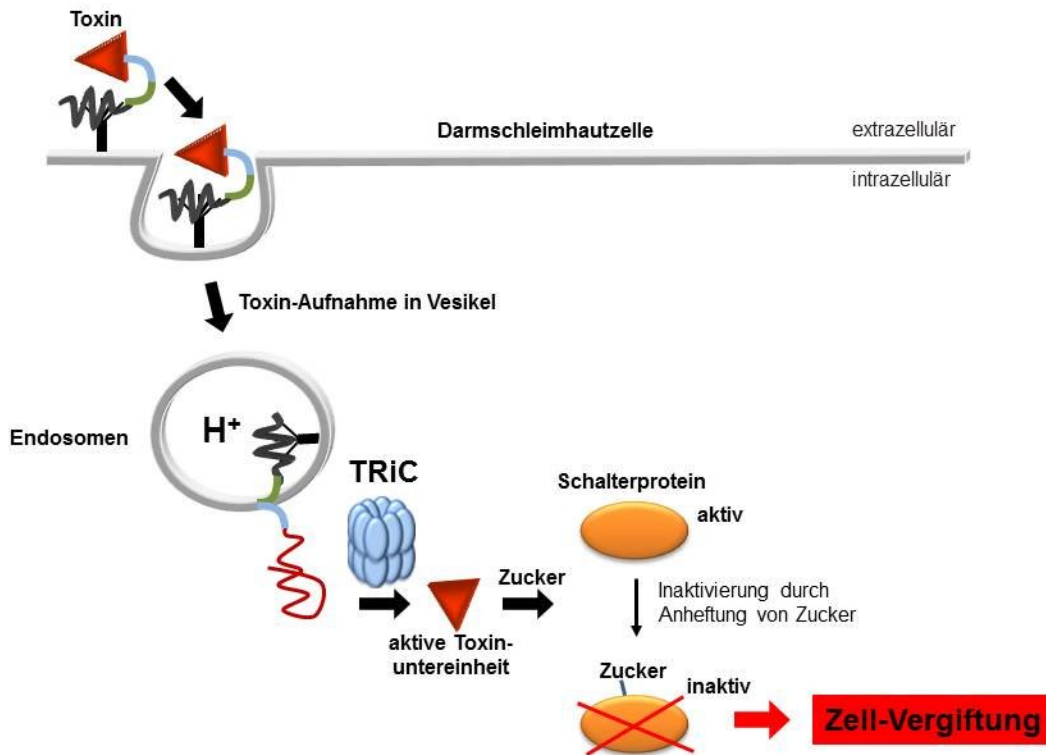 Toxin
Darmschleimhautzelle
extrazellulär
intrazellulär
Toxin-Aufnahme in Vesikel
Endosomen
H⁺
TRiC
aktive Toxin-
untereinheit
Zucker
Schalterprotein
aktiv
Inaktivierung durch
Anheftung von Zucker
Zucker
inaktiv
Zell-Vergiftung